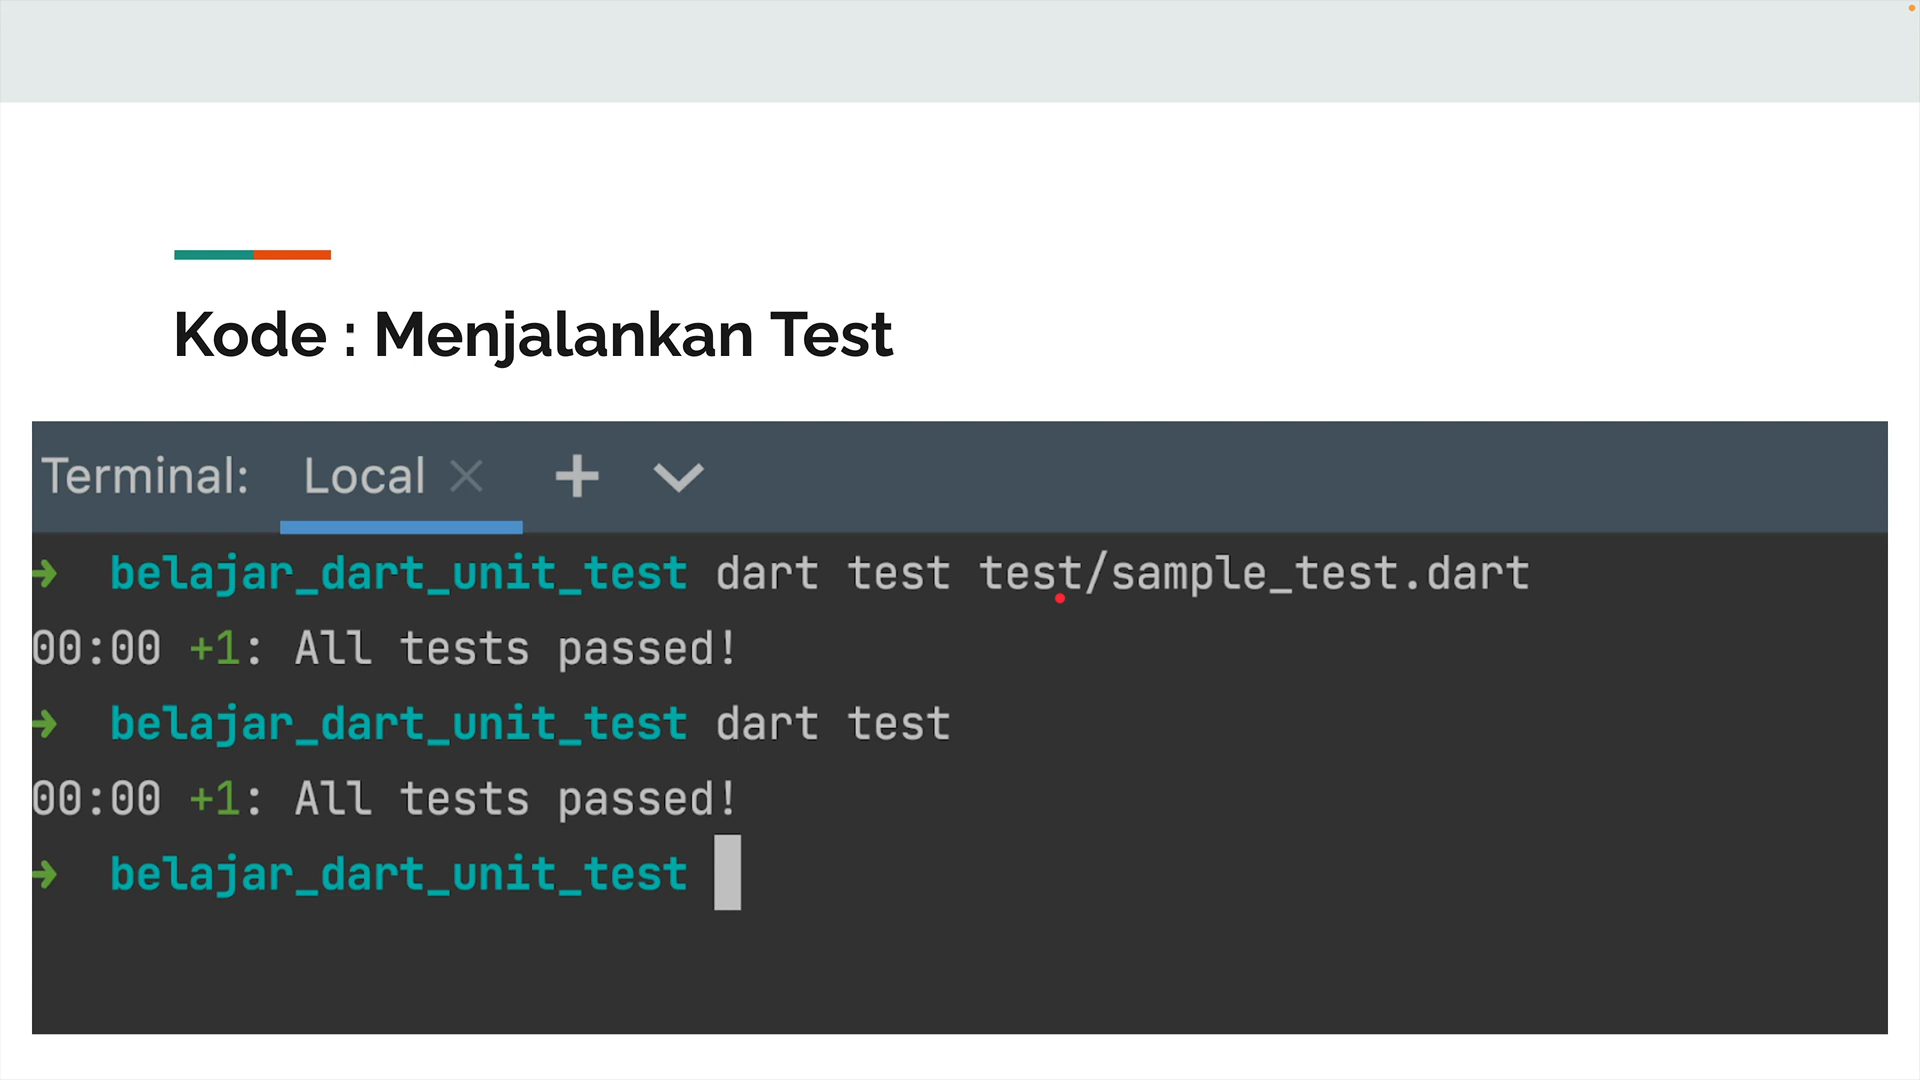 Kode : Menjalankan Test
Terminal: Local
belajar_dart_unit_test dart test test/sample_test.dart
00:00 +1: All tests passed!
belajar_dart_unit_test dart test
00:00 +1: All tests passed!
belajar_dart_unit_test